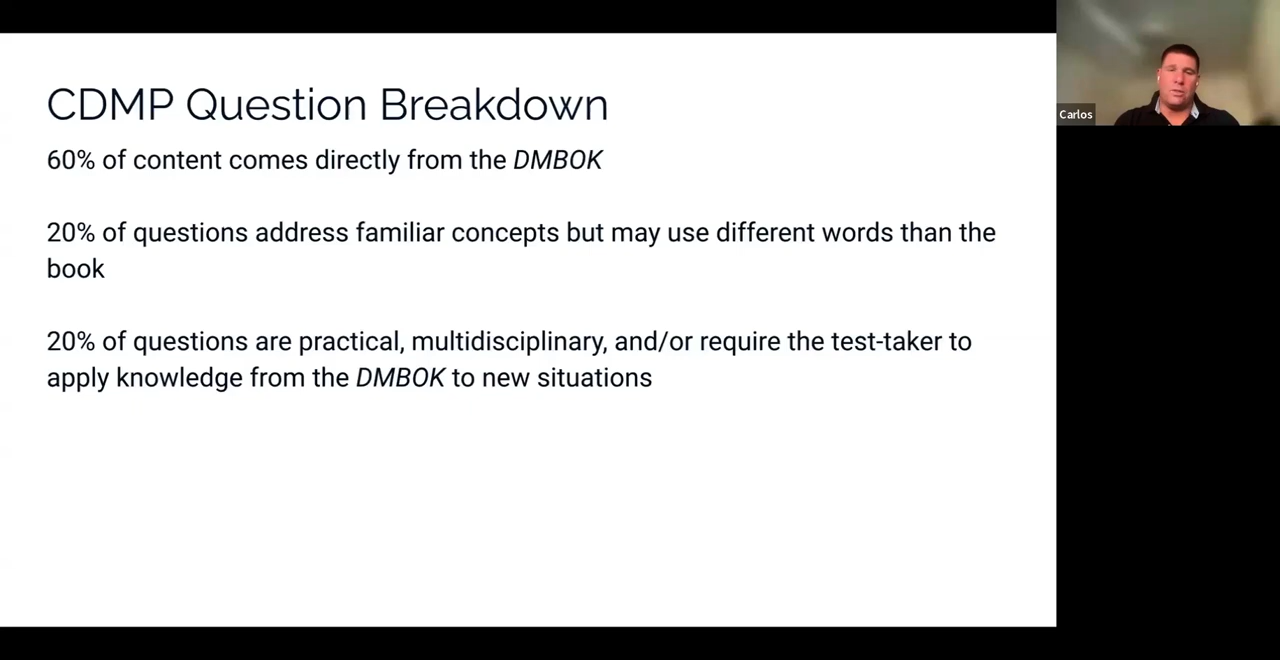 CDMP Question Breakdown
60% of content comes directly from the DMBOK
20% of questions address familiar concepts but may use different words than the
book
20% of questions are practical, multidisciplinary, and/or require the test-taker to
apply knowledge from the DMBOK to new situations
Carlos